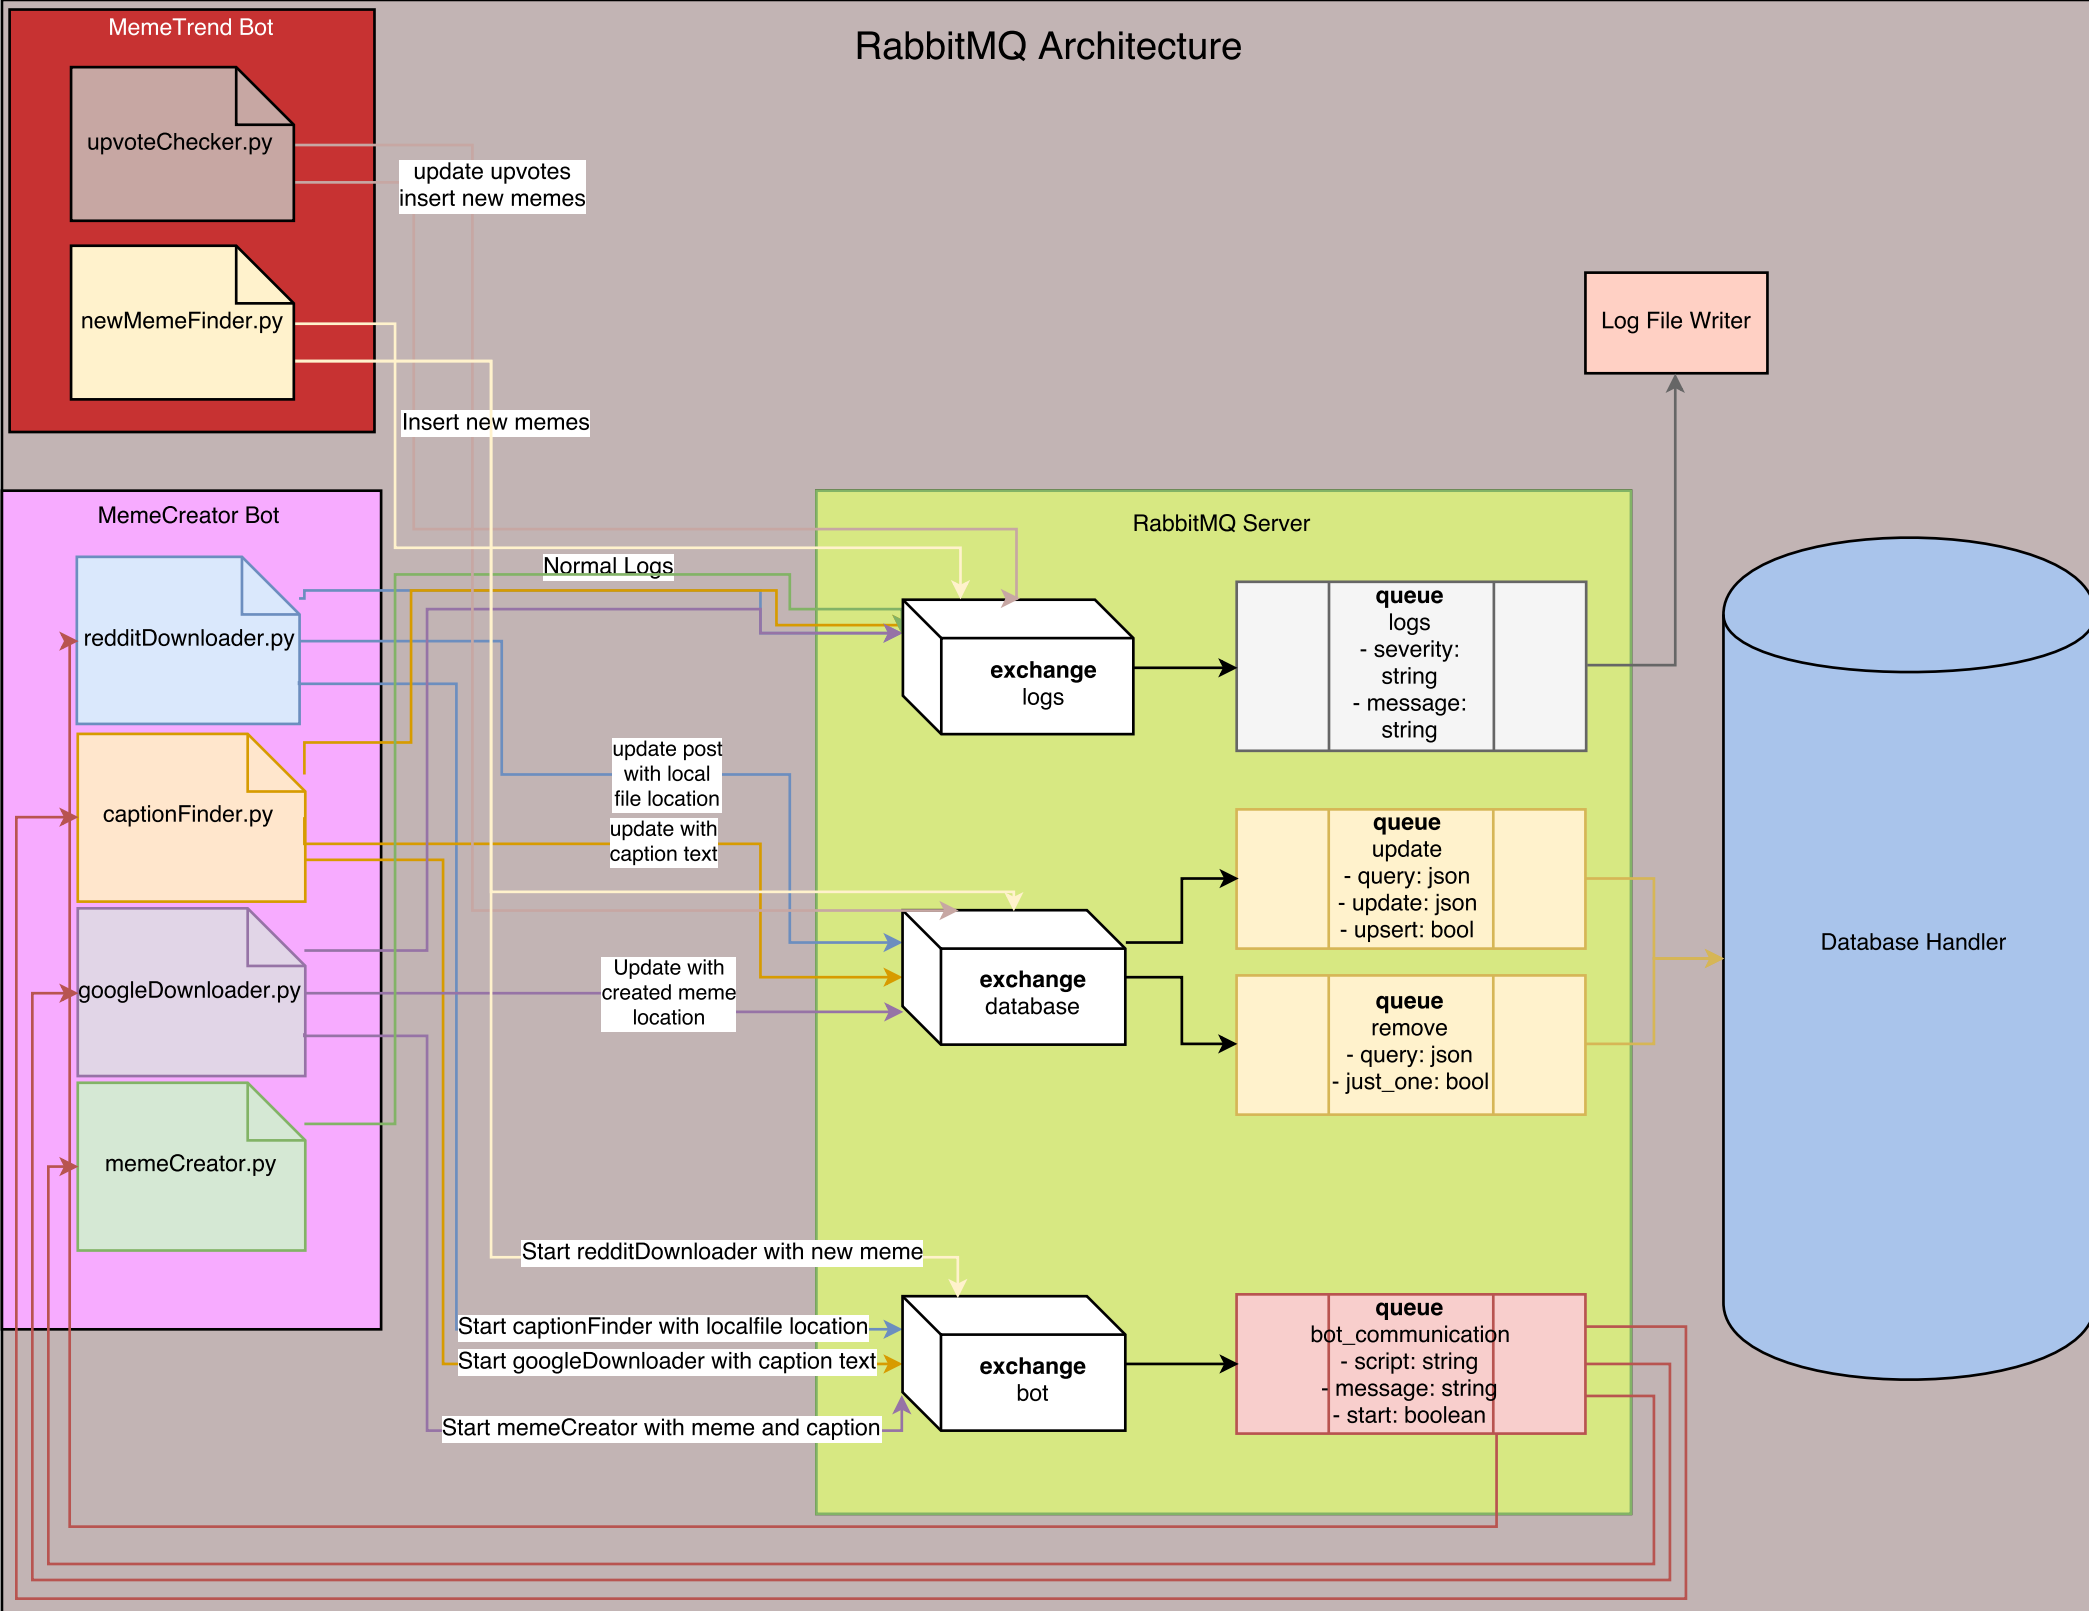 MemeTrend Bot
RabbitMQ Architecture
upvoteChecker.py
update upvotes
insert new memes
newMemeFinder.py
Log File Writer
Insert new memes
MemeCreator Bot
RabbitMQ Server
Normal Logs
redditDownloader.py
exchange
logs
queue
logs
- severity:
string
- message:
string
update post
with local
file location
captionFinder.py
update with
caption text
queue
update
- query: json
- update: json
- upsert: bool
Database Handler
googleDownloader.py
Update with
created meme
location
exchange
database
queue
remove
- query: json
- just_one: bool
memeCreator.py
Start redditDownloader with new meme
Start captionFinder with localfile location
Start googleDownloader with caption text
Start memeCreator with meme and caption
exchange
bot
queue
bot_communication
- script: string
- message: string
- start: boolean